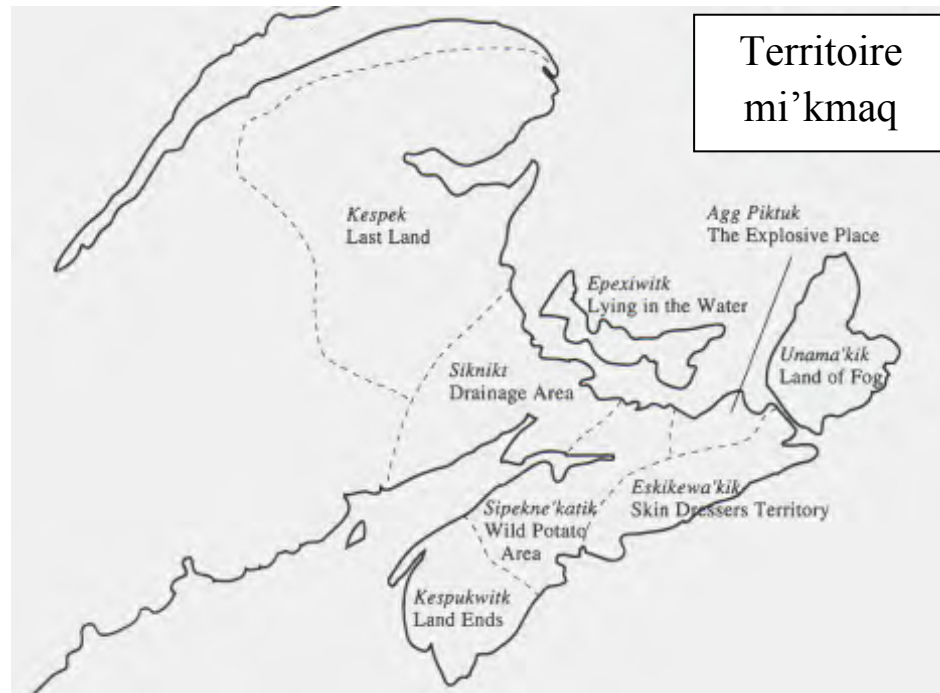 Territoire
mi’kmaq
Kespek
Last Land
Agg Piktuk
The Explosive Place
Epexiwitk
Lying in the Water
Unama'kik
Land of Fog
Siknikt
Drainage Area
Eskikewa'kik
Skin Dressers Territory
Sipekne'katik
Wild Potato
Area
Kespukwitk
Land Ends